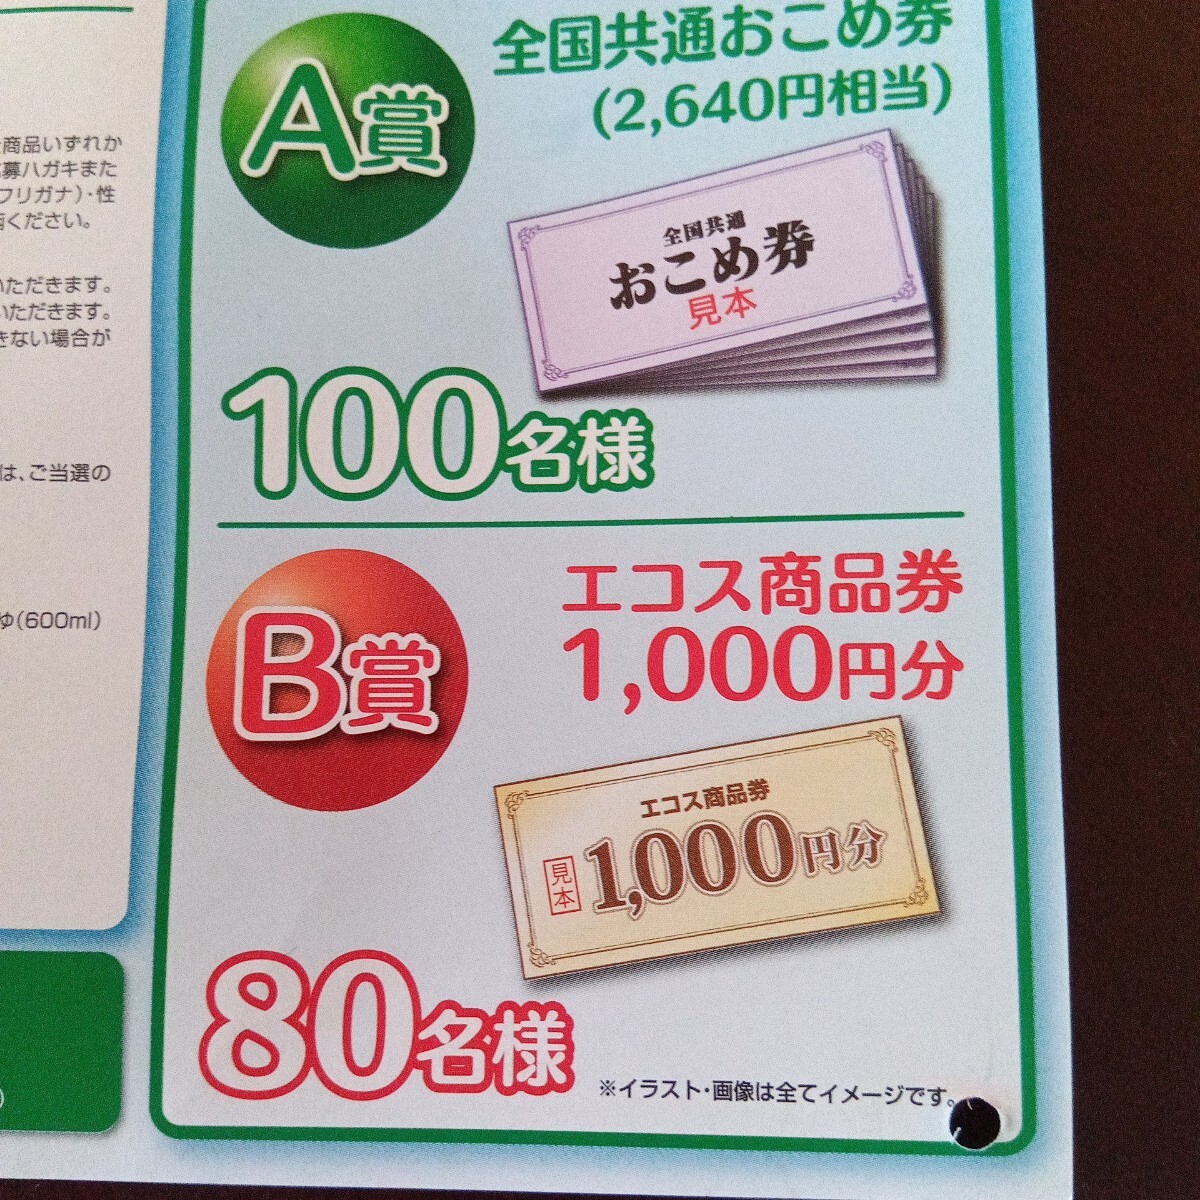 商品いずれか
募ハガキまた
フリガナ)・性
ください。
いただきます。
いただきます。
きない場合が
は、ご当選の
ゆ(600ml)
A賞
全国共通おこめ券
(2,640円相当)
全国共通
おこめ券
見本
100名様
B賞
エコス商品券
1,000円分
エコス商品券
1,000円分
見本
80名様
※イラスト・画像は全てイメージです。